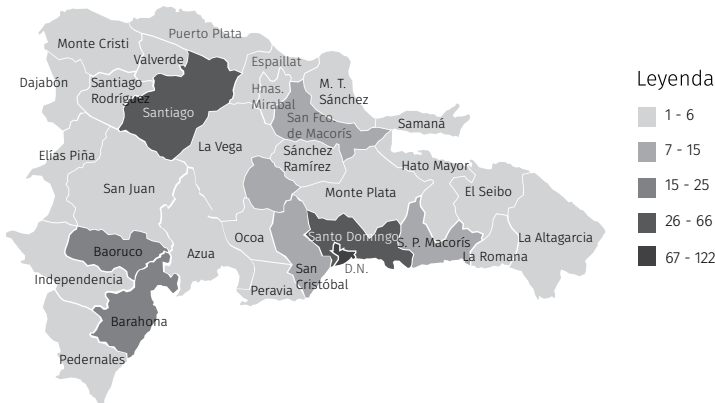 Puerto Plata
Monte Cristi
Valverde
Espaillat
Dajabón
Santiago
Rodríguez
M. T.
Sánchez
Hnas.
Mirabal
Santiago
San Fco.
de Macorís
Samaná
La Vega
Elías Piña
Sánchez
Ramírez
Hato Mayor
San Juan
Monte Plata
El Seibo
Ocoa
Santo Domingo
S. P. Macorís
La Altagarcia
Baoruco
Azua
La Romana
D.N.
San
Cristóbal
Independencia
Peravia
Barahona
Pedernales
Leyenda
1 - 6
7 - 15
15 - 25
26 - 66
67 - 122